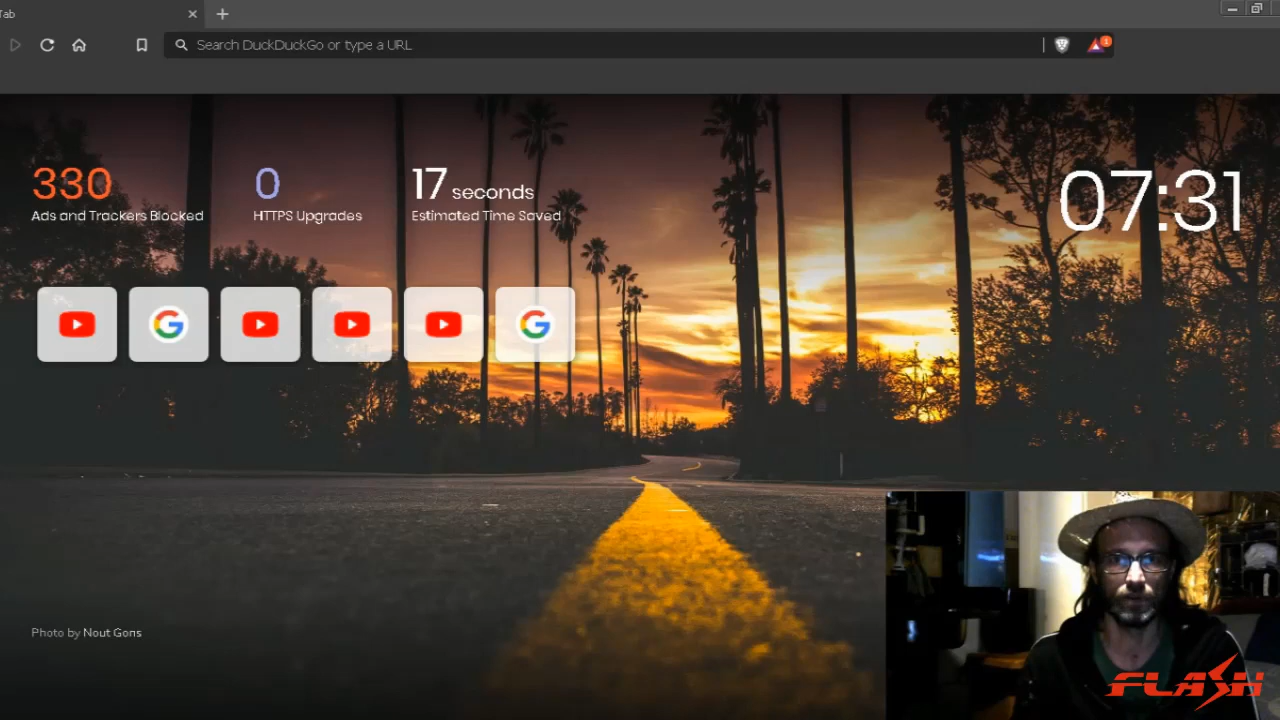 Tab
Search DuckDuckGo or type a URL
1
330
Ads and Trackers Blocked
0
HTTPS Upgrades
17 seconds
Estimated Time Saved
07:31
Photo by Nout Gons
FLASH